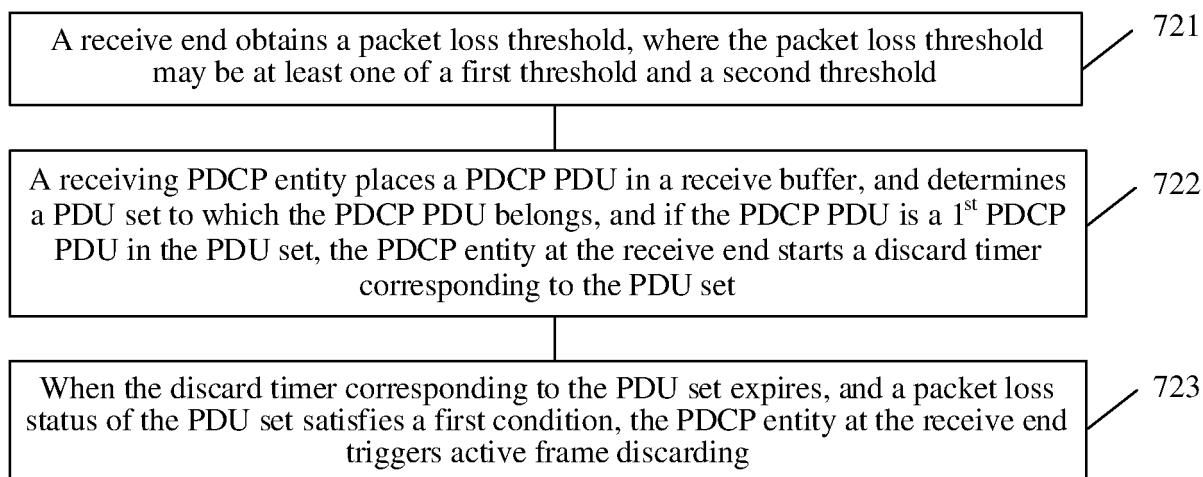 A receive end obtains a packet loss threshold, where the packet loss threshold
may be at least one of a first threshold and a second threshold
721
A receiving PDCP entity places a PDCP PDU in a receive buffer, and determines
a PDU set to which the PDCP PDU belongs, and if the PDCP PDU is a 1st PDCP
PDU in the PDU set, the PDCP entity at the receive end starts a discard timer
corresponding to the PDU set
722
When the discard timer corresponding to the PDU set expires, and a packet loss
status of the PDU set satisfies a first condition, the PDCP entity at the receive end
triggers active frame discarding
723